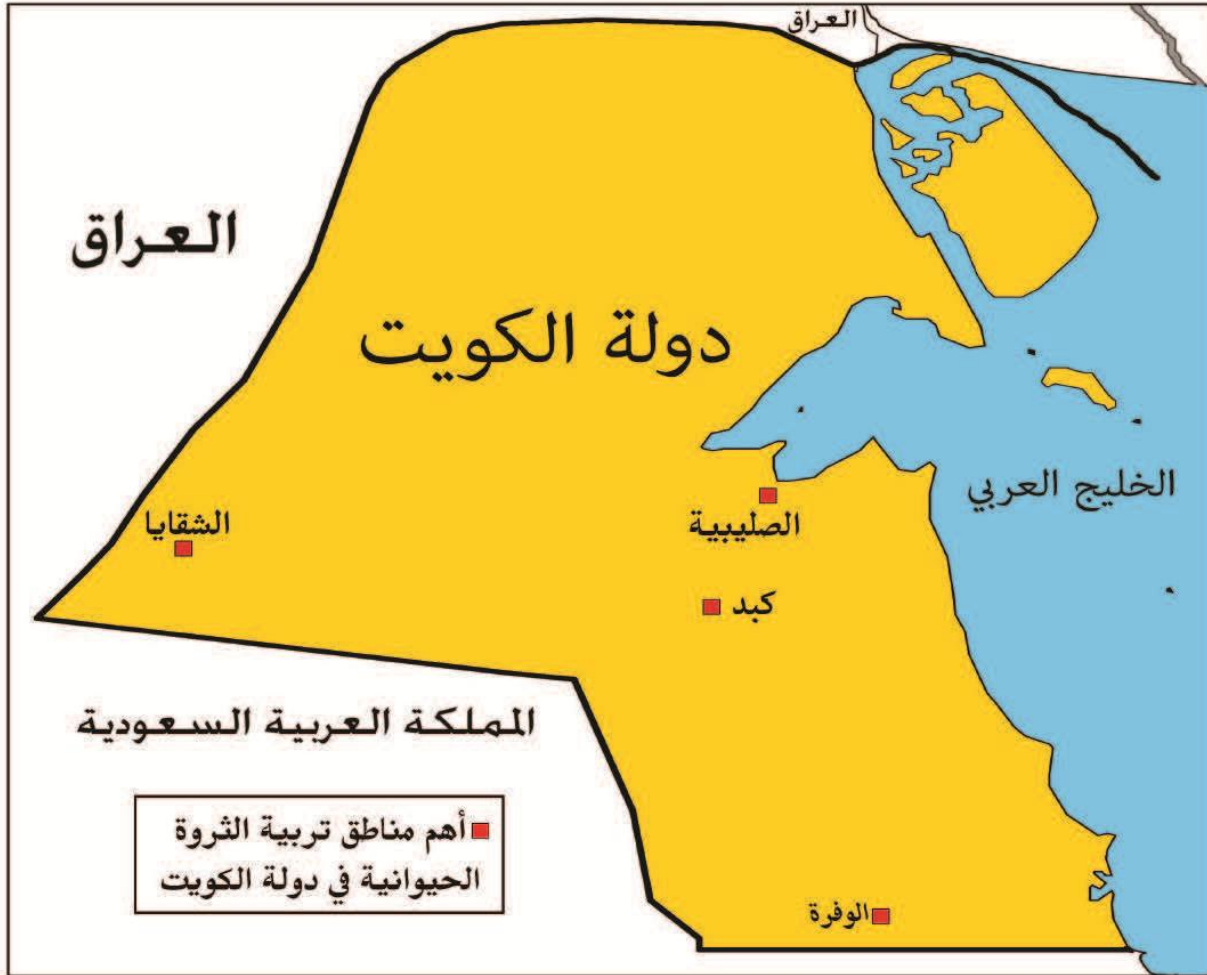 العراق
العراق
دولة الكويت
الخليج العربي
الصليبية
الشقايا
كبد
المملكة العربية السعودية
أهم مناطق تربية الثروة
الحيوانية في دولة الكويت
الوفرة